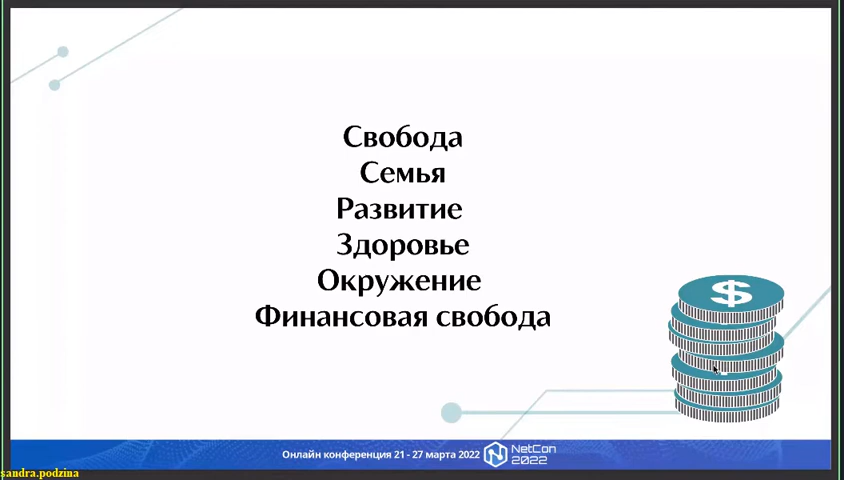 Свобода
Семья
Развитие
Здоровье
Окружение
Финансовая свобода
$
Онлайн конференция 21 - 27 марта 2022
NetCon
2022
sandra.podzina